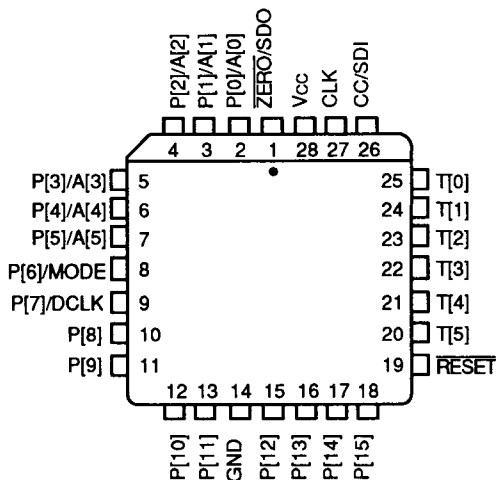 P[2]/A[2]
P[1]/A[1]
P[0]/A[0]
ZERO/SDO
Vcc
CLK
CC/SDI
4 3 2 1 28 27 26
P[3]/A[3] 5 25 T[0]
P[4]/A[4] 6 24 T[1]
P[5]/A[5] 7 23 T[2]
P[6]/MODE 8 22 T[3]
P[7]/DCLK 9 21 T[4]
P[8] 10 20 T[5]
P[9] 11 19 RESET
12 13 14 15 16 17 18
P[10]
P[11]
GND
P[12]
P[13]
P[14]
P[15]